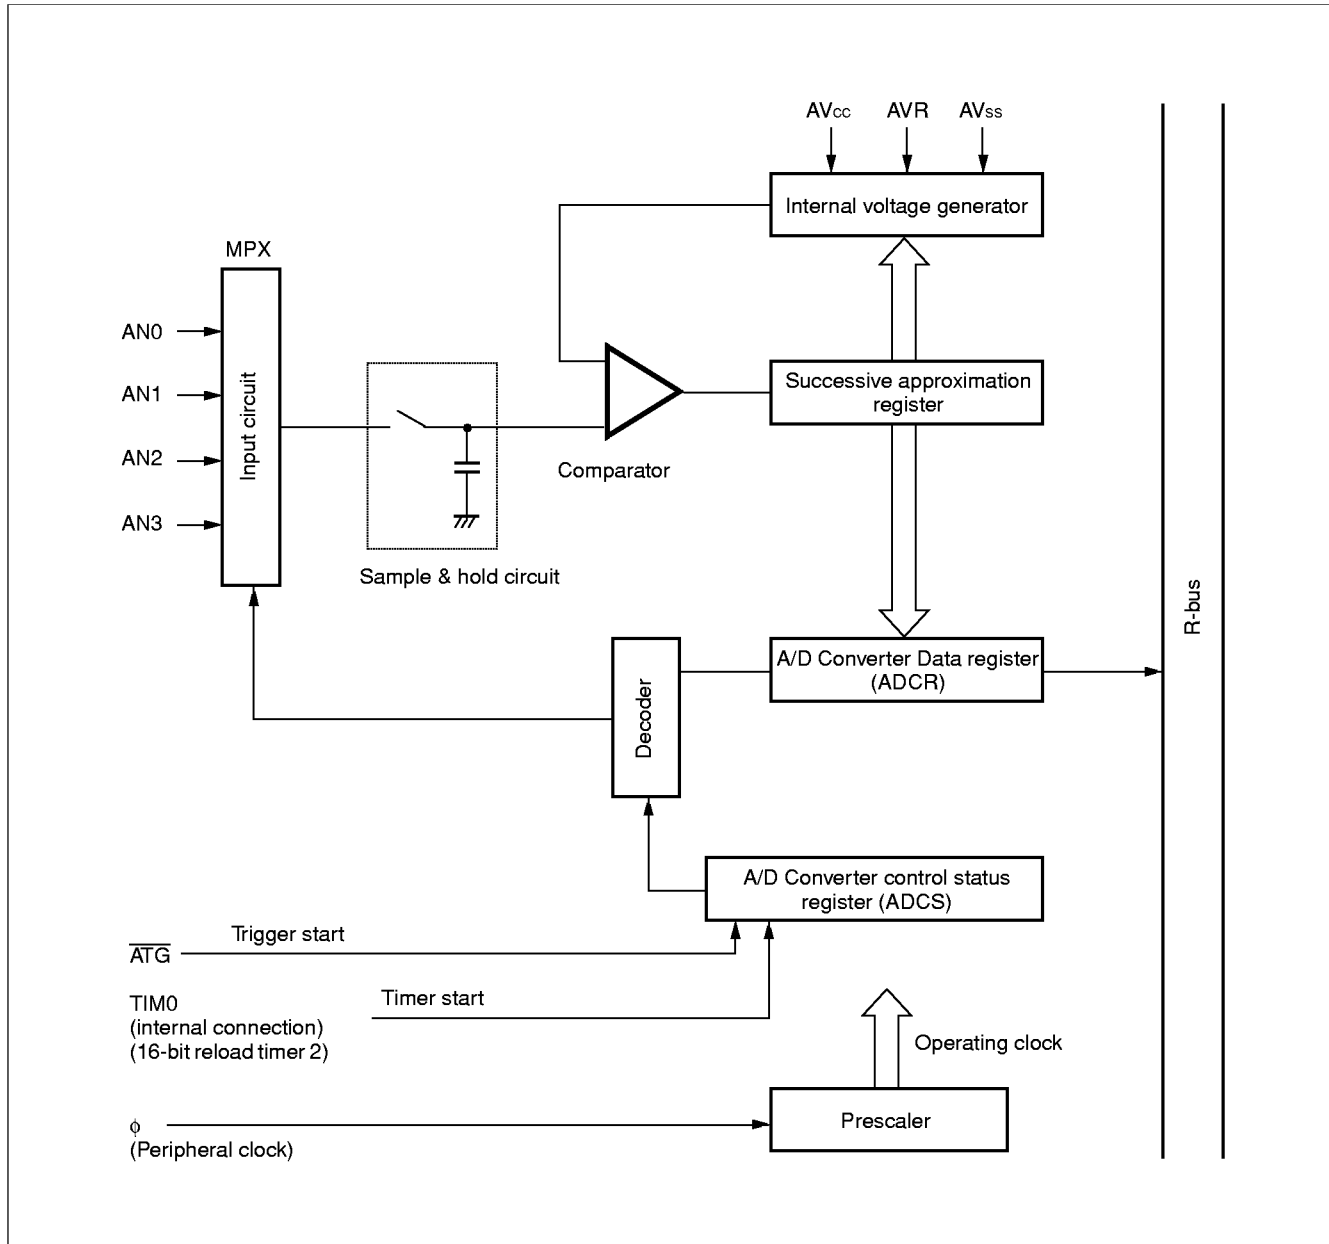 AVCC AVR AVSS
Internal voltage generator
MPX
AN0
AN1
AN2
AN3
Input circuit
Successive approximation
register
Comparator
Sample & hold circuit
R-bus
A/D Converter Data register
(ADCR)
Decoder
A/D Converter control status
register (ADCS)
ATG
Trigger start
TIM0
(internal connection)
(16-bit reload timer 2)
Timer start
Operating clock
Prescaler
ϕ
(Peripheral clock)